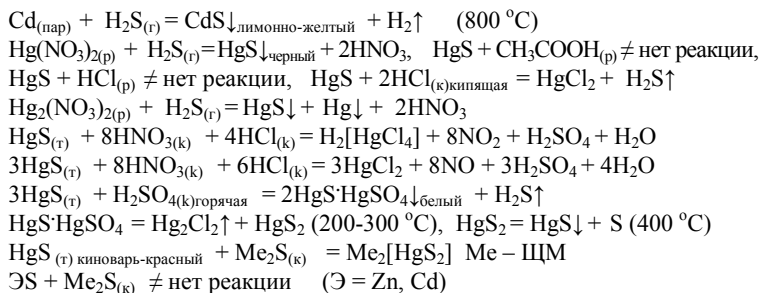 Cd(пар) + H₂S(г) = CdS↓лимонно-желтый + H₂↑ (800 °C)
Hg(NO₃)₂(р) + H₂S(г)=HgS↓черный + 2HNO₃, HgS + CH₃COOH(р) ≠ нет реакции,
HgS + HCl(р) ≠ нет реакции, HgS + 2HCl(к)кипящая = HgCl₂ + H₂S↑
Hg₂(NO₃)₂(р) + H₂S(г) = HgS↓ + Hg↓ + 2HNO₃
HgS(т) + 8HNO₃(k) + 4HCl(k) = H₂[HgCl₄] + 8NO₂ + H₂SO₄ + H₂O
3HgS(т) + 8HNO₃(k) + 6HCl(k) = 3HgCl₂ + 8NO + 3H₂SO₄ + 4H₂O
3HgS(т) + H₂SO₄(k)горячая = 2HgS·HgSO₄↓белый + H₂S↑
HgS·HgSO₄ = Hg₂Cl₂↑ + HgS₂ (200-300 °C), HgS₂ = HgS↓ + S (400 °C)
HgS (т) киноварь-красный + Me₂S(к) = Me₂[HgS₂] Me – ЩМ
ЭS + Me₂S(к) ≠ нет реакции (Э = Zn, Cd)